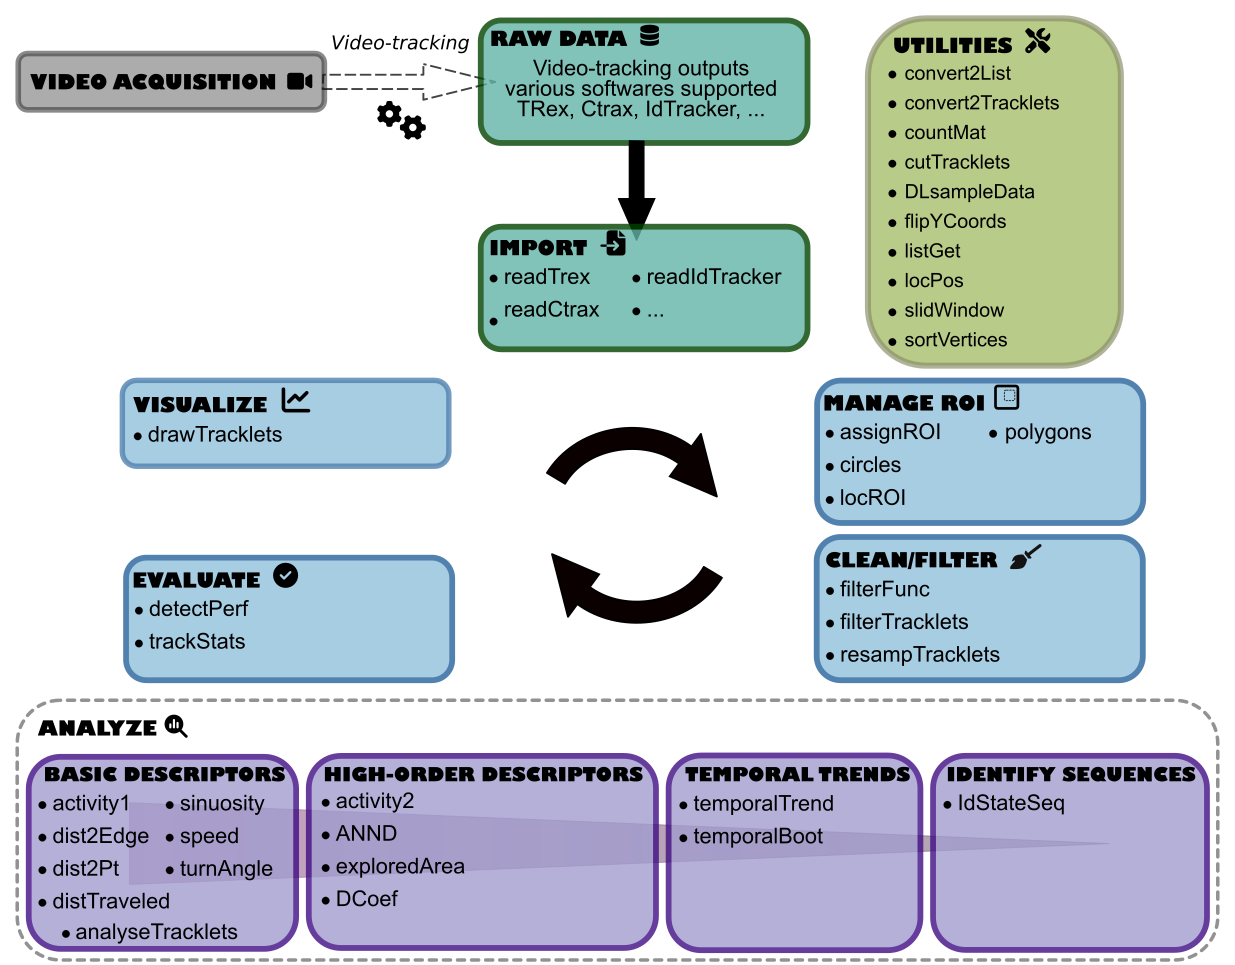 VIDEO ACQUISITION
Video-tracking
RAW DATA
Video-tracking outputs
various softwares supported
TRex, Ctrax, IdTracker, ...
UTILITIES
• convert2List
• convert2Tracklets
• countMat
• cutTracklets
• DLsampleData
• flipYCoords
• listGet
• locPos
• slidWindow
• sortVertices
IMPORT
• readTrex
• readCtrax
• readIdTracker
• ...
VISUALIZE
• drawTracklets
MANAGE ROI
• assignROI
• circles
• locROI
• polygons
EVALUATE
• detectPerf
• trackStats
CLEAN/FILTER
• filterFunc
• filterTracklets
• resampTracklets
ANALYZE
BASIC DESCRIPTORS
• activity1
• dist2Edge
• dist2Pt
• distTraveled
• sinuosity
• speed
• turnAngle
• analyseTracklets
HIGH-ORDER DESCRIPTORS
• activity2
• ANND
• exploredArea
• DCoef
TEMPORAL TRENDS
• temporalTrend
• temporalBoot
IDENTIFY SEQUENCES
• IdStateSeq